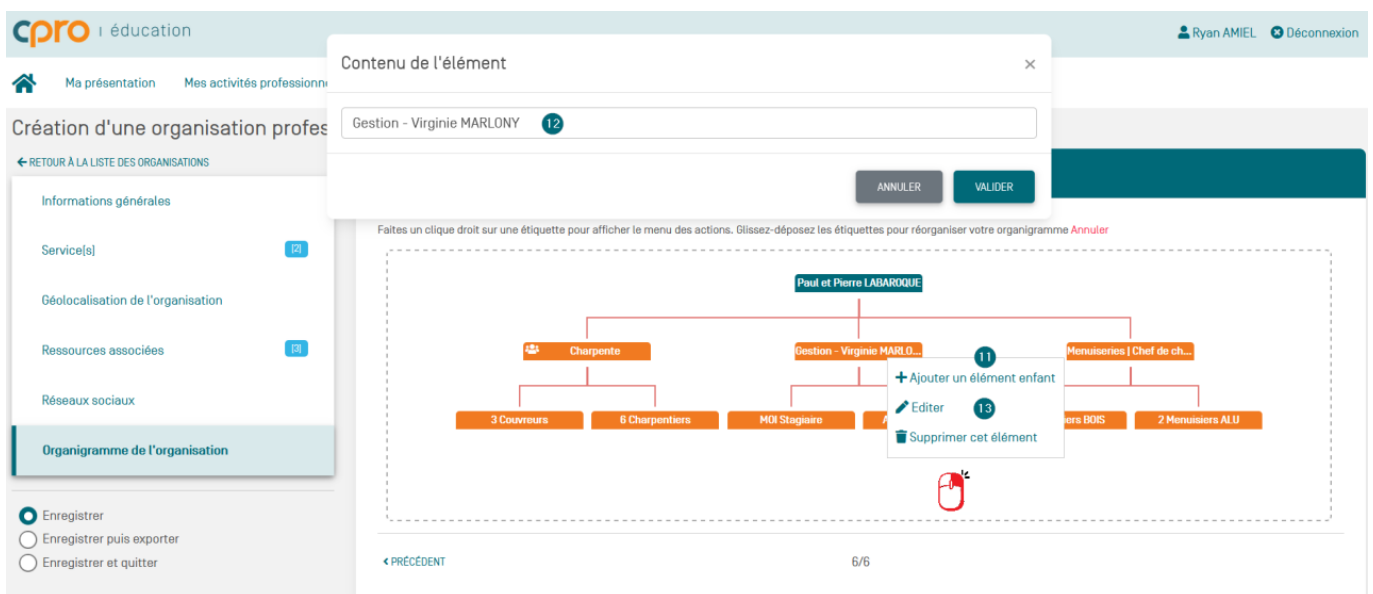 cpro | éducation
Ryan AMIEL Déconnexion
Contenu de l'élément ×
Ma présentation Mes activités
Gestion - Virginie MARLONY 12
Création d'une organisation
RETOUR À LA LISTE DES ORGANISATIONS
ANNULER VALIDER
Informations générales
Service(s) (2)
Géolocalisation de l'organisation
Ressources associées (3)
Réseaux sociaux
Organigramme de l'organisation
Enregistrer
Enregistrer puis exporter
Enregistrer et quitter
Faites un clique droit sur une étiquette pour afficher le menu des actions. Glissez-déposez les étiquettes pour réorganiser votre organigramme Annuler
Paul et Pierre LABAROQUE
Charpente Gestion - Virginie MARLO... Menuiseries | Chef de ch...
11
Ajouter un élément enfant
Editer 13
Supprimer cet élément
3 Couvreurs 6 Charpentiers MOI Stagiaire BOIS 2 Menuisiers ALU
PRÉCÉDENT 6/6